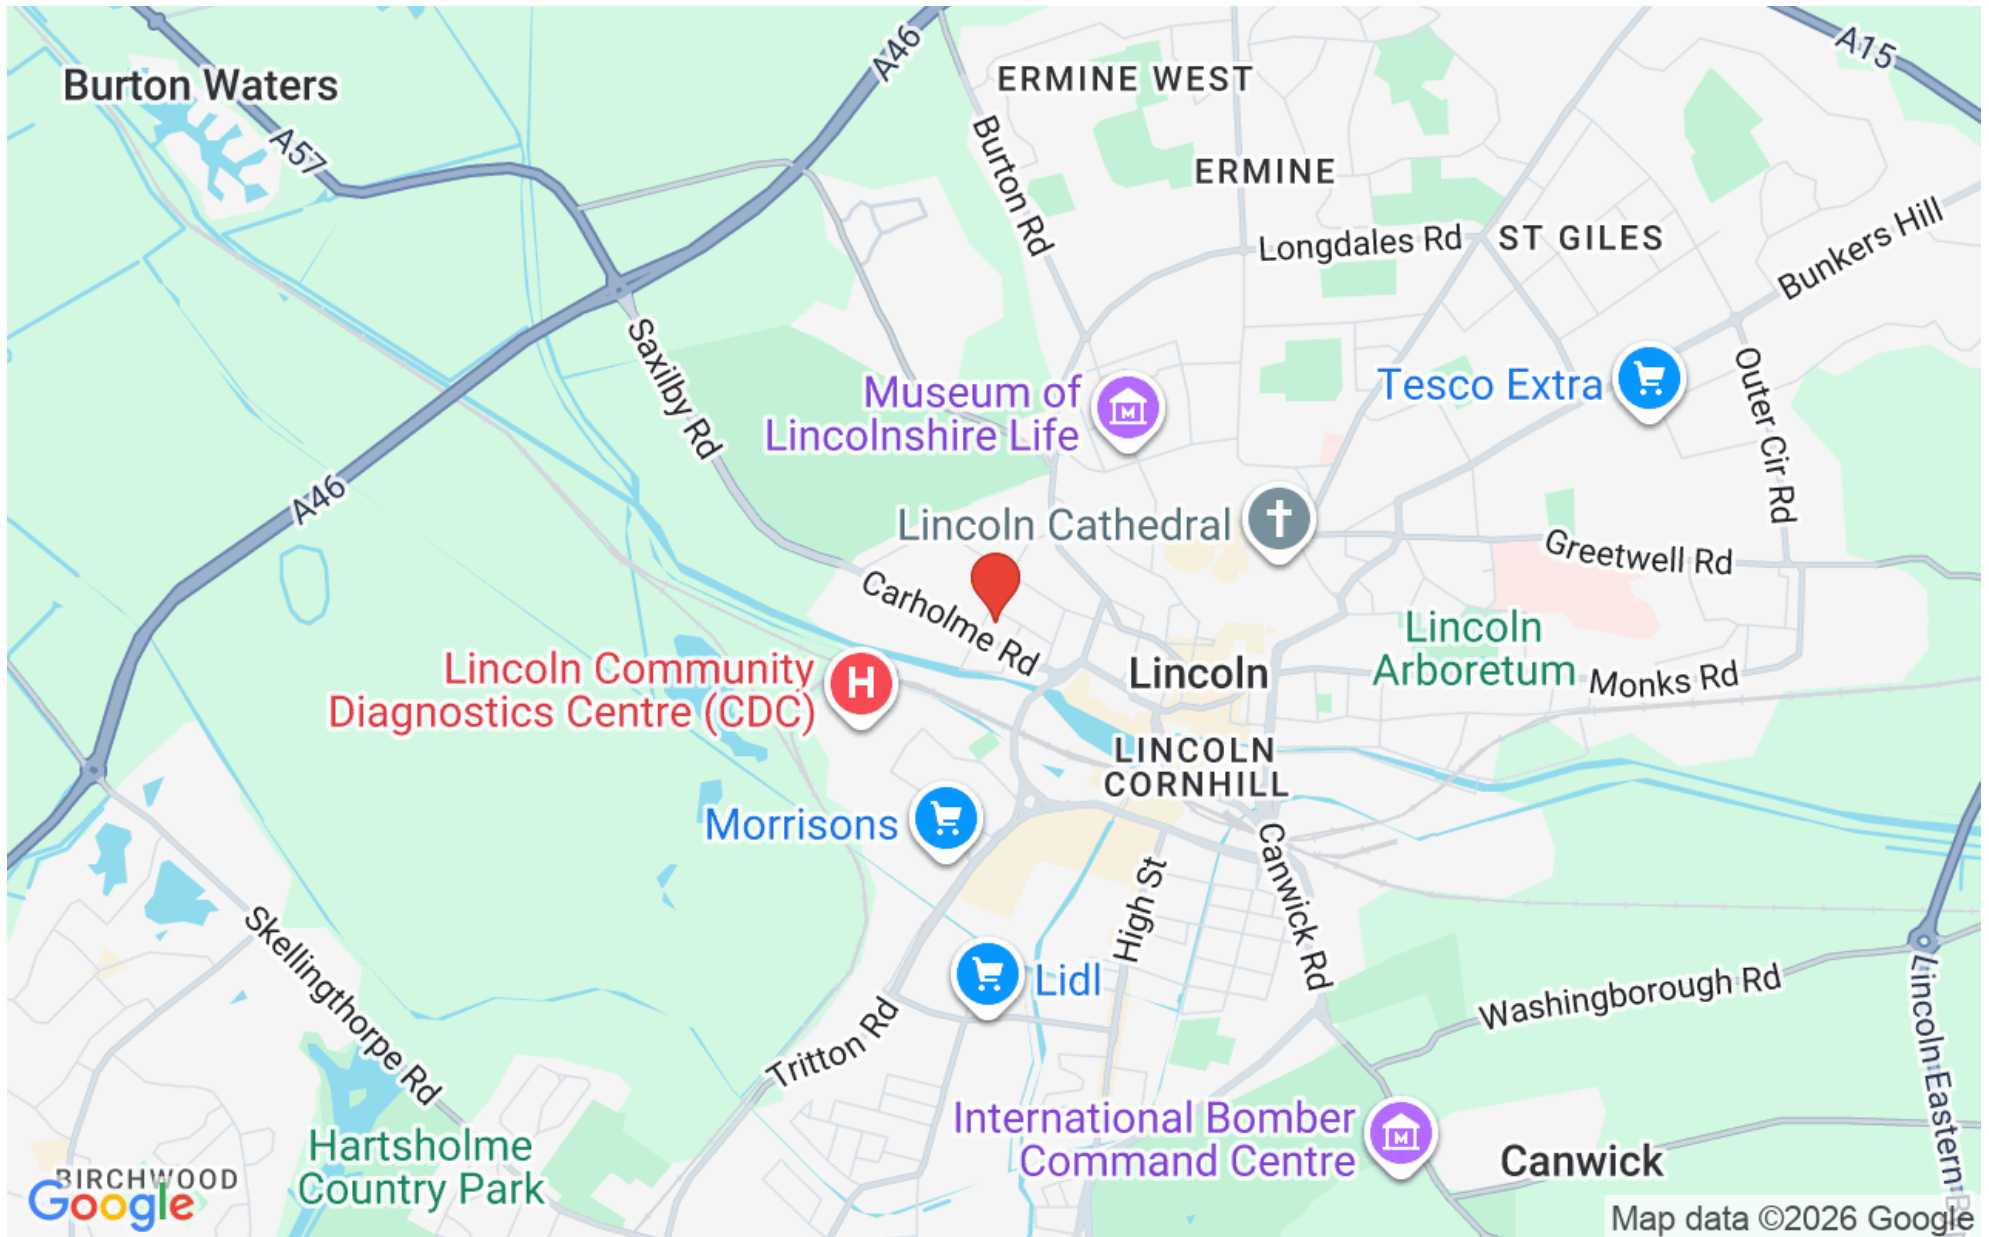 Burton Waters
A57
A46
ERMINE WEST
A15
Burton Rd
ERMINE
Longdales Rd
ST GILES
Bunkers Hill
Saxilby Rd
Museum of
Lincolnshire Life
Tesco Extra
Outer Cir Rd
A46
Lincoln Cathedral
Greetwell Rd
Carholme Rd
Lincoln
Arboretum
Monks Rd
Lincoln Community
Diagnostics Centre (CDC)
H
Lincoln
LINCOLN
CORNHILL
Morrisons
Canwick Rd
High St
Skellingthorpe Rd
Lidl
Washingborough Rd
Lincoln Eastern
Tritton Rd
International Bomber
Command Centre
M
M
Canwick
Hartsholme
Country Park
BIRCHWOOD
Google
Map data ©2026 Google